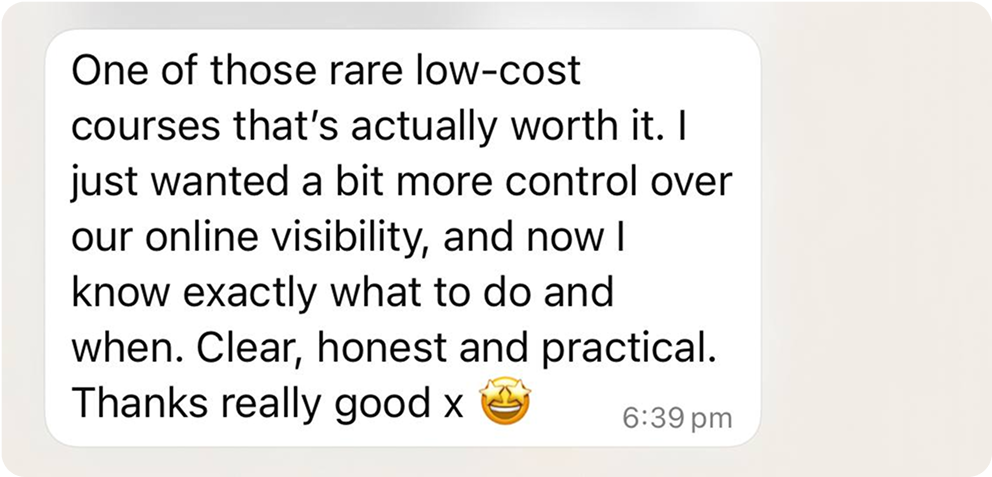 One of those rare low-cost
courses that’s actually worth it. I
just wanted a bit more control over
our online visibility, and now I
know exactly what to do and
when. Clear, honest and practical.
Thanks really good x 🤩
6:39 pm